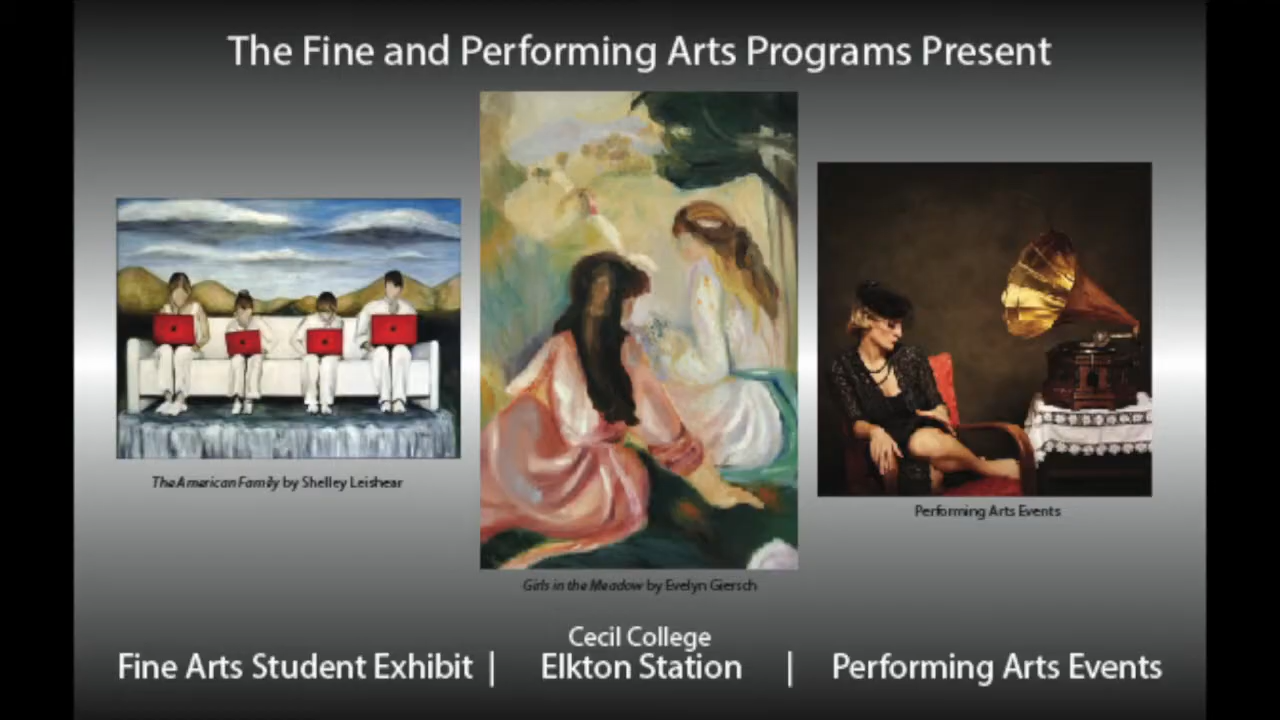 The Fine and Performing Arts Programs Present
The American Family by Shelley Leishear
Performing Arts Events
Girls in the Meadow by Evelyn Giersch
Cecil College
Fine Arts Student Exhibit | Elkton Station | Performing Arts Events